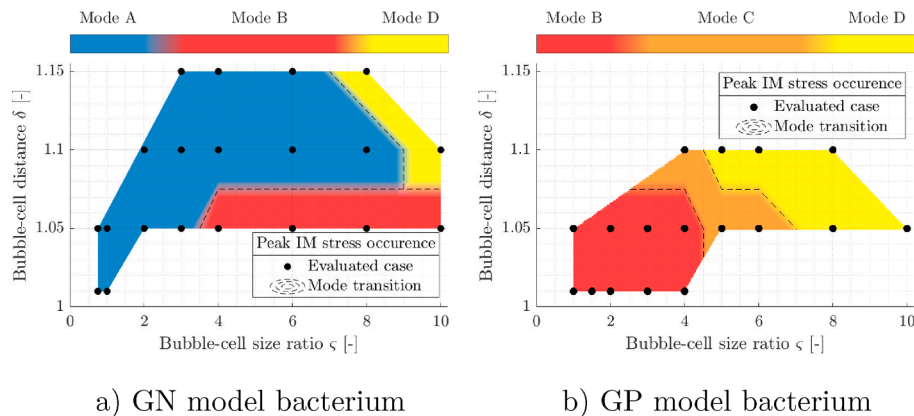 Mode A Mode B Mode D
1.15
1.1
1.05
1
Bubble-cell distance δ [-]
Peak IM stress occurence
Evaluated case
Mode transition
0 2 4 6 8 10
Bubble-cell size ratio ς [-]
a) GN model bacterium
Mode B Mode C Mode D
1.15
1.1
1.05
1
Bubble-cell distance δ [-]
Peak IM stress occurence
Evaluated case
Mode transition
0 2 4 6 8 10
Bubble-cell size ratio ς [-]
b) GP model bacterium